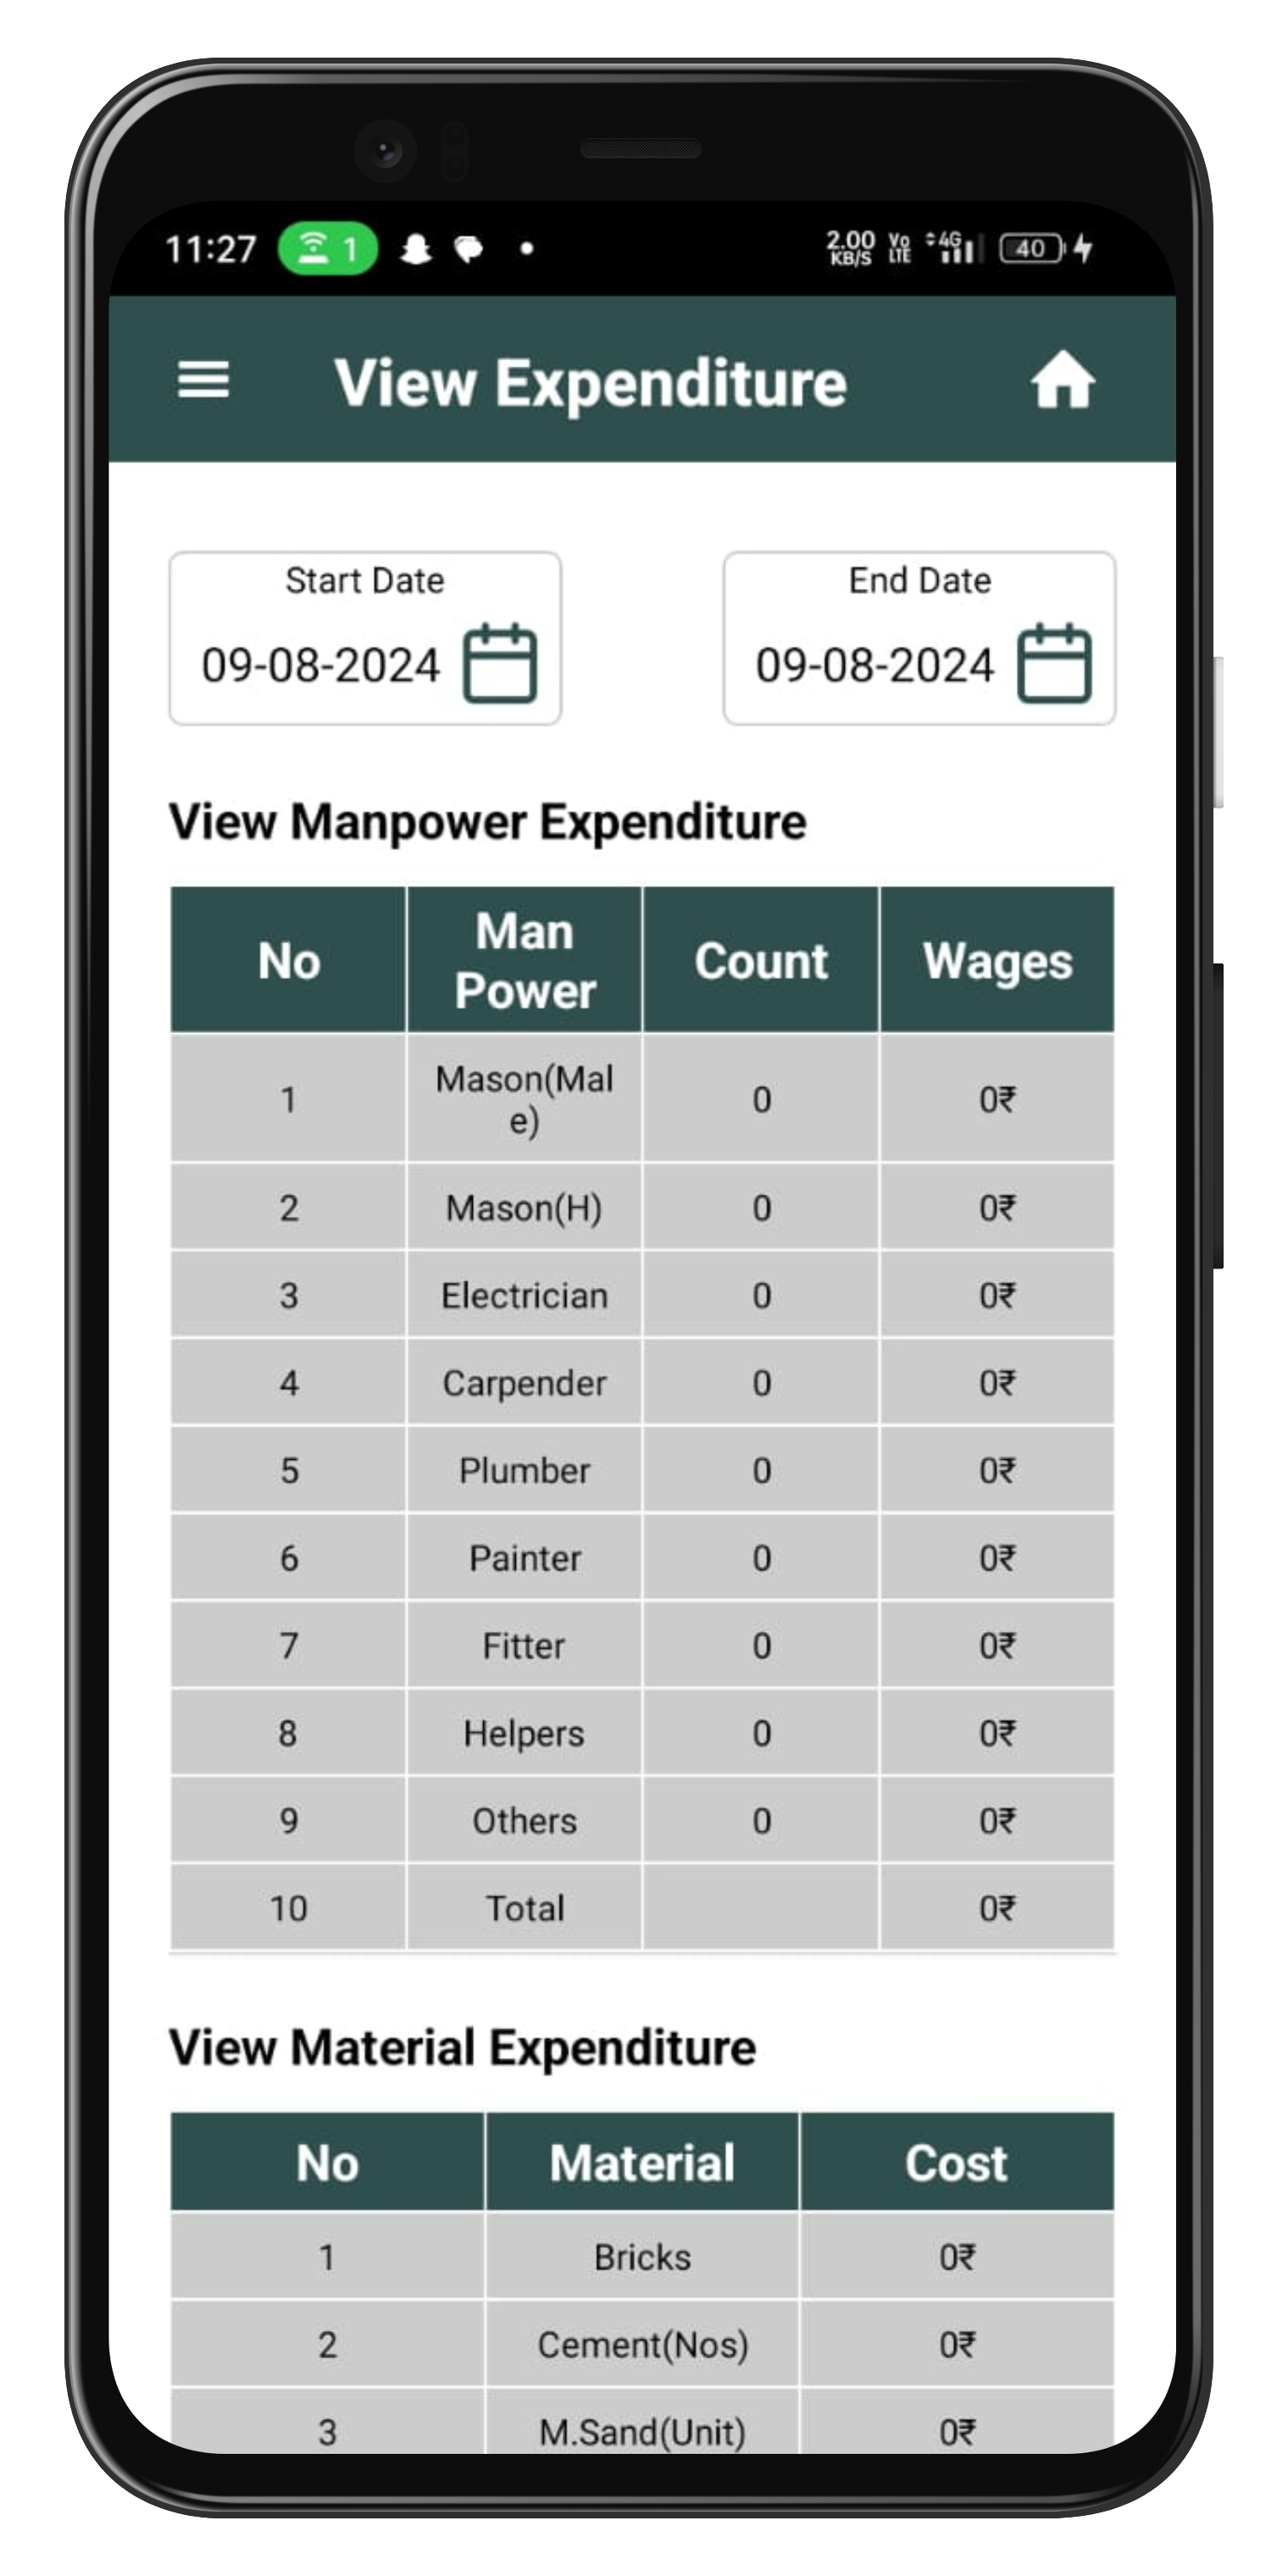 11:27 1 2.00 KB/S Vo LTE 4G 40
View Expenditure
Start Date End Date
09-08-2024 09-08-2024
View Manpower Expenditure
No Man Power Count Wages
1 Mason(Male) 0 0₹
2 Mason(H) 0 0₹
3 Electrician 0 0₹
4 Carpender 0 0₹
5 Plumber 0 0₹
6 Painter 0 0₹
7 Fitter 0 0₹
8 Helpers 0 0₹
9 Others 0 0₹
10 Total 0₹
View Material Expenditure
No Material Cost
1 Bricks 0₹
2 Cement(Nos) 0₹
3 M.Sand(Unit) 0₹